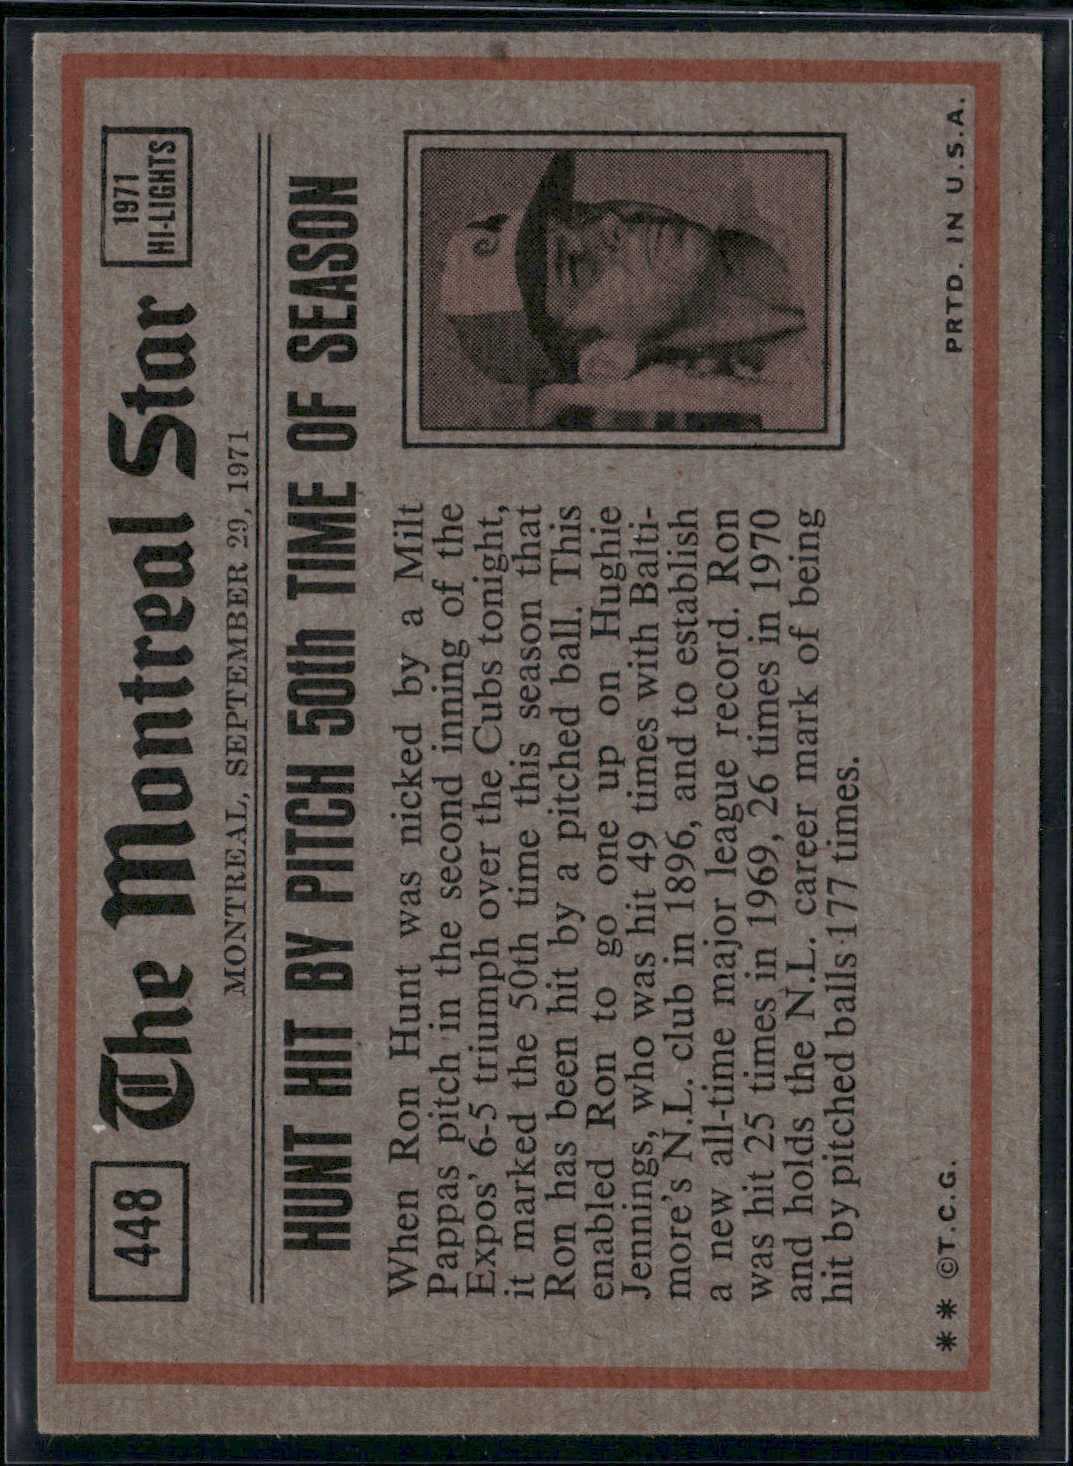 448
The Montreal Star
1971
HI-LIGHTS
MONTREAL, SEPTEMBER 29, 1971
HUNT HIT BY PITCH 50th TIME OF SEASON
When Ron Hunt was nicked by a Milt
Pappas pitch in the second inning of the
Expos' 6-5 triumph over the Cubs tonight,
it marked the 50th time this season that
Ron has been hit by a pitched ball. This
enabled Ron to go one up on Hughie
Jennings, who was hit 49 times with Balti-
more's N.L. club in 1896, and to establish
a new all-time major league record. Ron
was hit 25 times in 1969, 26 times in 1970
and holds the N.L. career mark of being
hit by pitched balls 177 times.
** ©T.C.G.
PRTD. IN U.S.A.